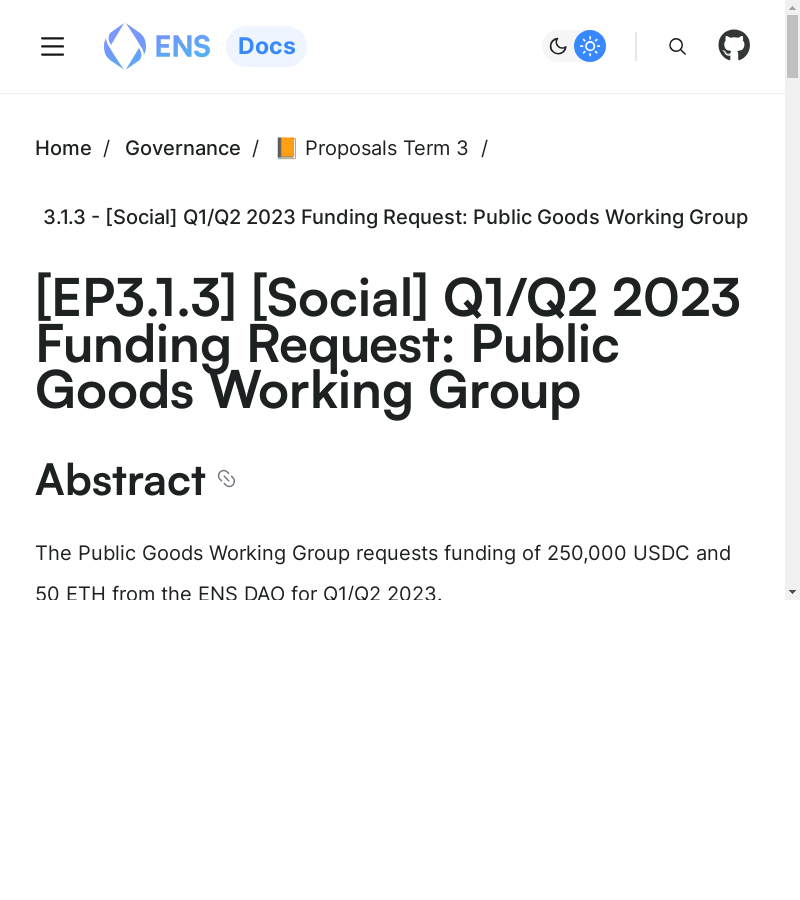 ENS Docs
Home / Governance / 📙 Proposals Term 3 /
3.1.3 - [Social] Q1/Q2 2023 Funding Request: Public Goods Working Group
[EP3.1.3] [Social] Q1/Q2 2023
Funding Request: Public
Goods Working Group
Abstract
The Public Goods Working Group requests funding of 250,000 USDC and
50 ETH from the ENS DAO for Q1/Q2 2023.